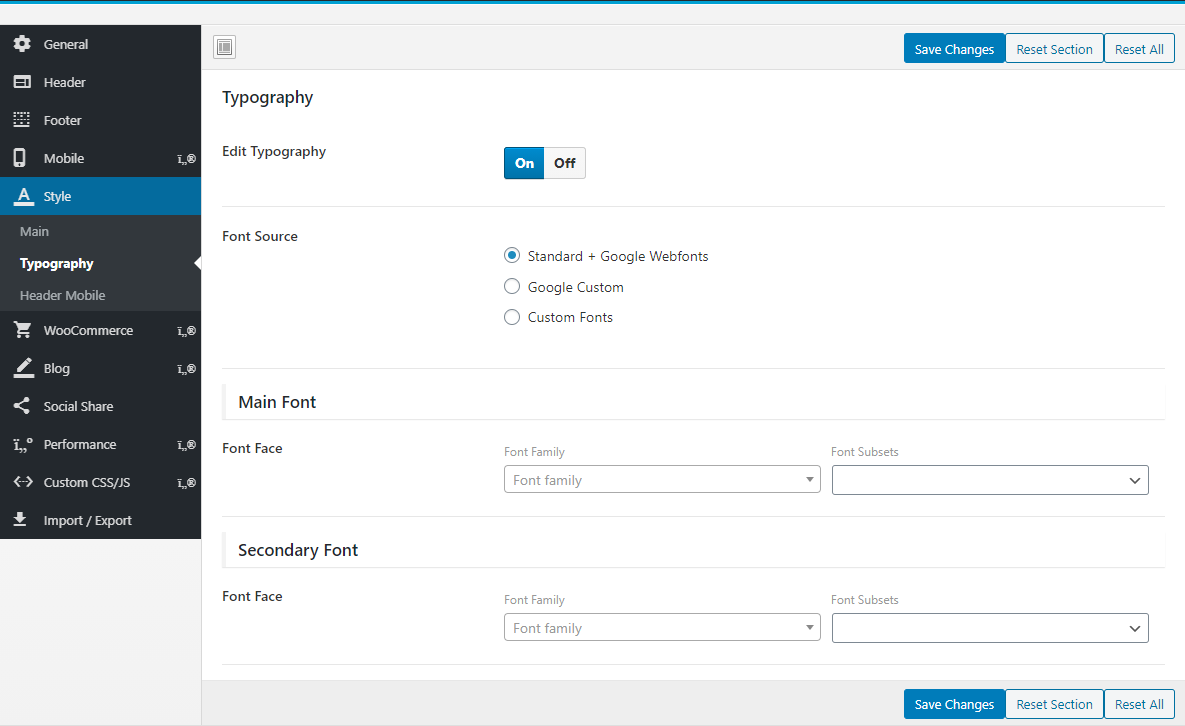 General
Header
Footer
Mobile ï„®
Style
Main
Typography
Header Mobile
WooCommerce ï„®
Blog ï„®
Social Share
ï„° Performance ï„®
Custom CSS/JS ï„®
Import / Export
Save Changes Reset Section Reset All
Typography
Edit Typography On Off
Font Source
Standard + Google Webfonts
Google Custom
Custom Fonts
Main Font
Font Face
Font Family Font Subsets
Font family
Secondary Font
Font Face
Font Family Font Subsets
Font family
Save Changes Reset Section Reset All